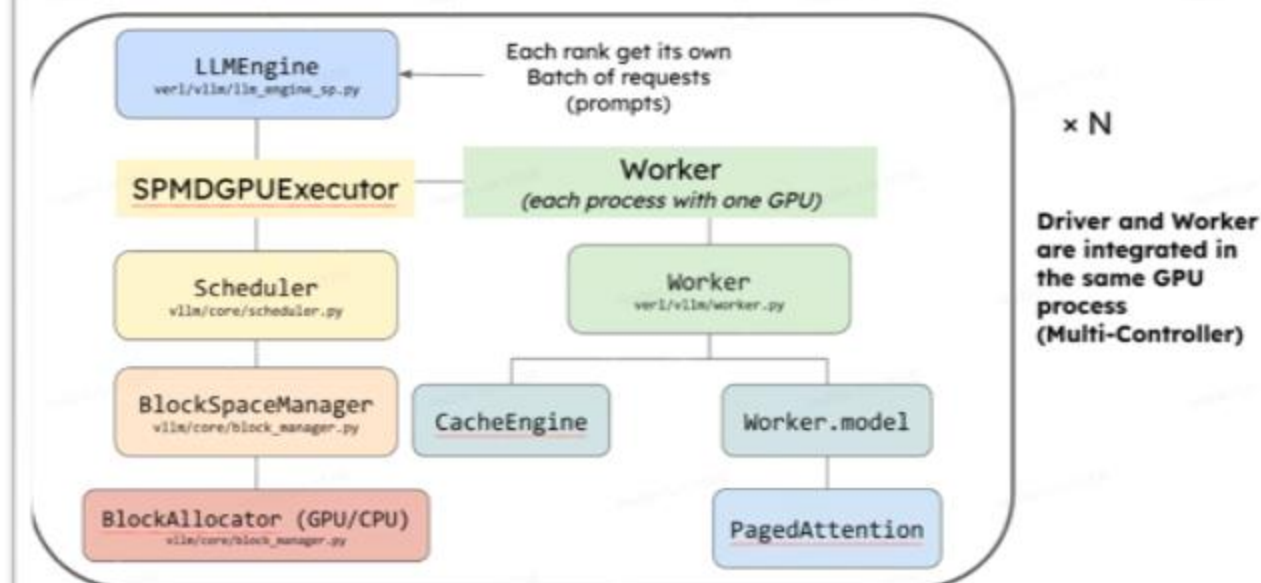 LLMEngine
verl/vllm/llm_engine_sp.py
Each rank get its own
Batch of requests
(prompts)
× N
SPMDGPUExecutor
Worker
(each process with one GPU)
Driver and Worker
are integrated in
the same GPU
process
(Multi-Controller)
Scheduler
vllm/core/scheduler.py
Worker
verl/vllm/worker.py
BlockSpaceManager
vllm/core/block_manager.py
CacheEngine
Worker.model
BlockAllocator (GPU/CPU)
vllm/core/block_manager.py
PagedAttention